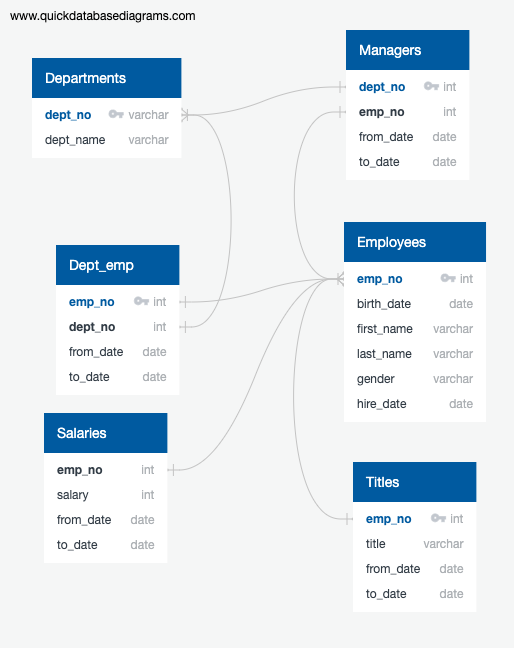 www.quickdatabasediagrams.com
Departments
dept_no varchar
dept_name varchar
Managers
dept_no int
emp_no int
from_date date
to_date date
Dept_emp
emp_no int
dept_no int
from_date date
to_date date
Employees
emp_no int
birth_date date
first_name varchar
last_name varchar
gender varchar
hire_date date
Salaries
emp_no int
salary int
from_date date
to_date date
Titles
emp_no int
title varchar
from_date date
to_date date